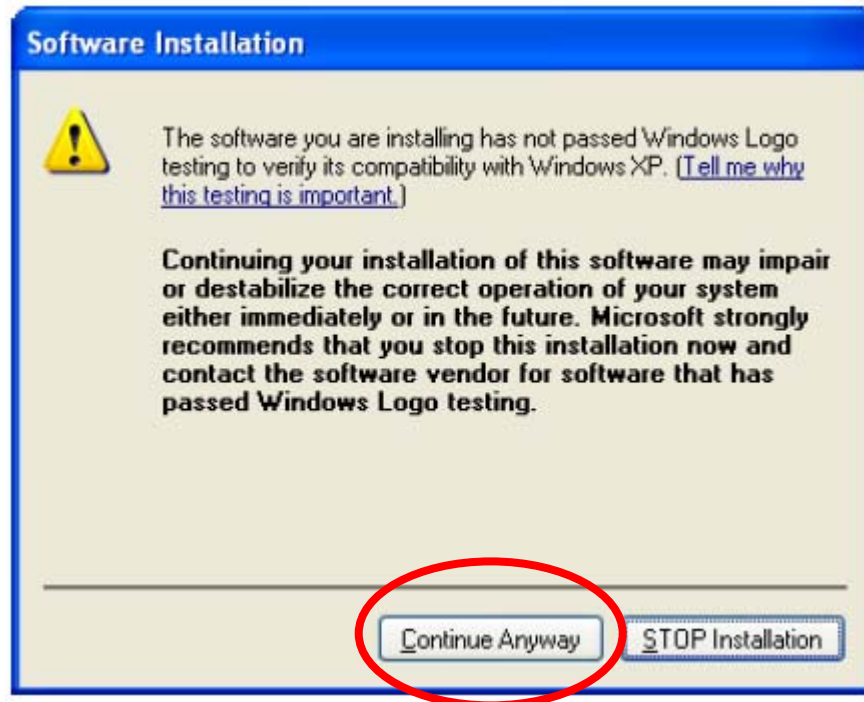 Software Installation
The software you are installing has not passed Windows Logo
testing to verify its compatibility with Windows XP. (Tell me why
this testing is important.)
Continuing your installation of this software may impair
or destabilize the correct operation of your system
either immediately or in the future. Microsoft strongly
recommends that you stop this installation now and
contact the software vendor for software that has
passed Windows Logo testing.
Continue Anyway
STOP Installation